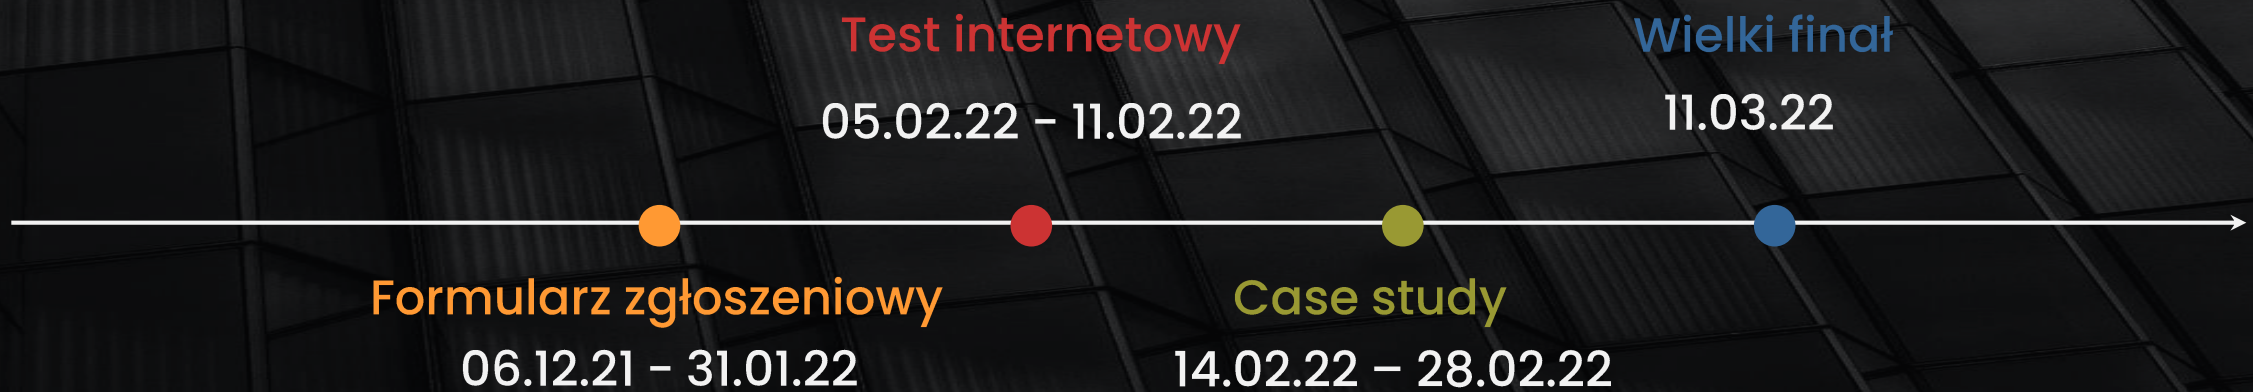 Test internetowy
05.02.22 - 11.02.22
Wielki finał
11.03.22
Formularz zgłoszeniowy
06.12.21 - 31.01.22
Case study
14.02.22 – 28.02.22